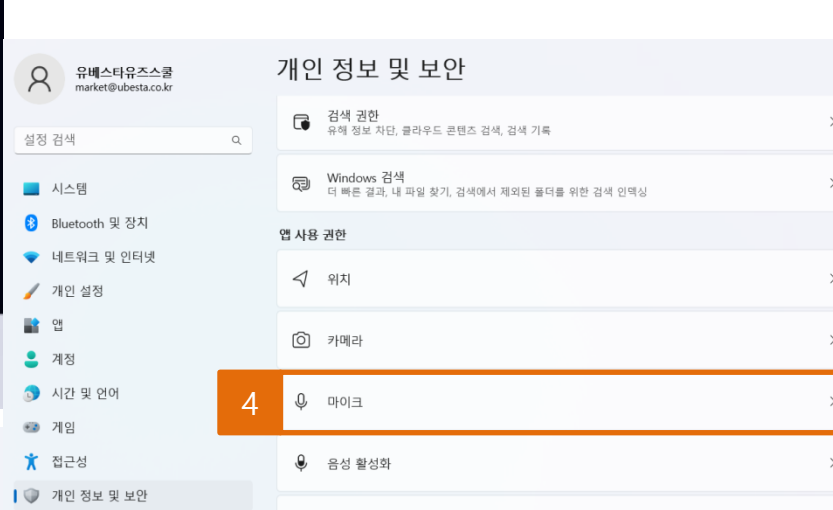 유베스타유즈스쿨
market@ubesta.co.kr
설정 검색
시스템
Bluetooth 및 장치
네트워크 및 인터넷
개인 설정
앱
계정
시간 및 언어
게임
접근성
개인 정보 및 보안
개인 정보 및 보안
검색 권한
유해 정보 차단, 클라우드 콘텐츠 검색, 검색 기록
Windows 검색
더 빠른 결과, 내 파일 찾기, 검색에서 제외된 폴더를 위한 검색 인덱싱
앱 사용 권한
위치
카메라
4
마이크
음성 활성화